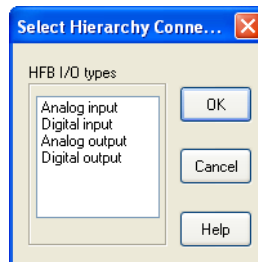 Select Hierarchy Conne...
HFB I/O types
Analog input
Digital input
Analog output
Digital output
OK
Cancel
Help